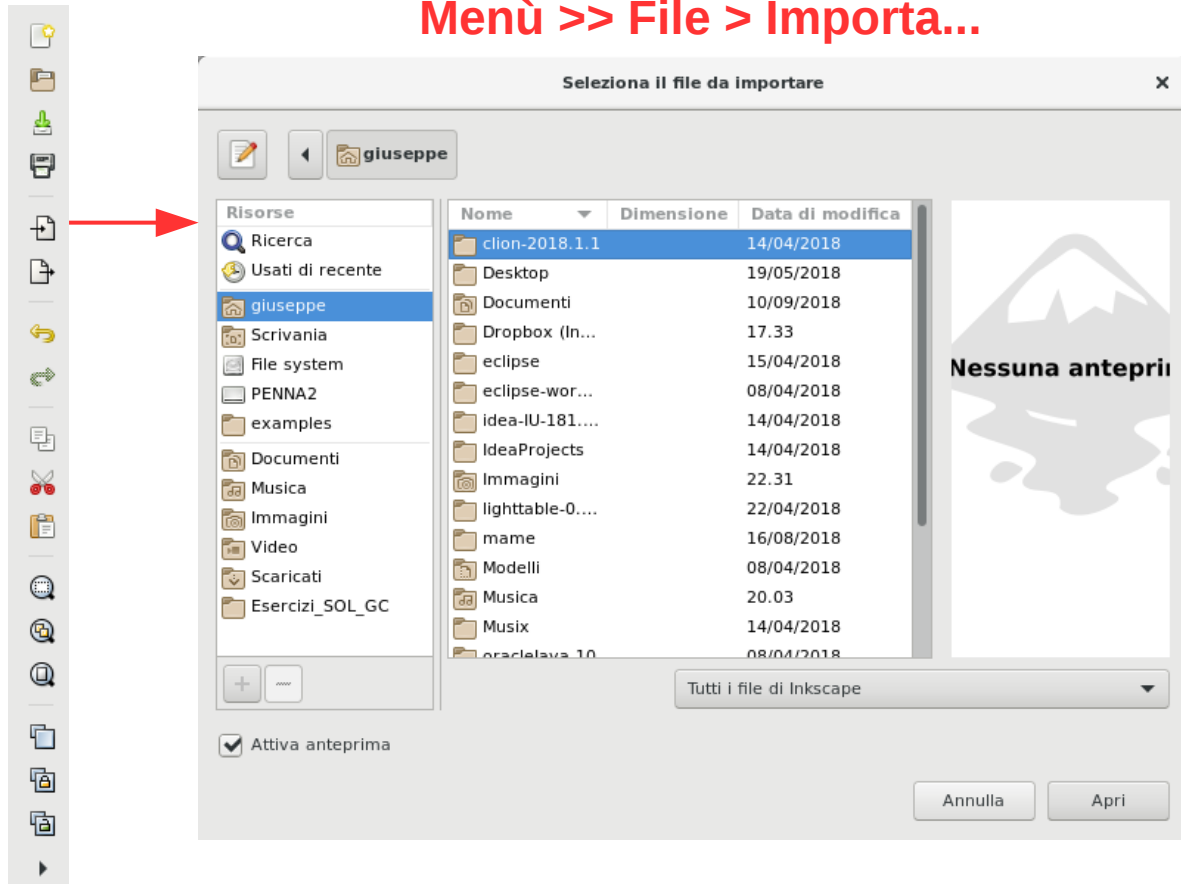 Menù >> File > Importa...
Seleziona il file da importare
giuseppe
Risorse
Ricerca
Usati di recente
giuseppe
Scrivania
File system
PENNA2
examples
Documenti
Musica
Immagini
Video
Scaricati
Esercizi_SOL_GC
Nome Dimensione Data di modifica
clion-2018.1.1 14/04/2018
Desktop 19/05/2018
Documenti 10/09/2018
Dropbox (In... 17.33
eclipse 15/04/2018
eclipse-wor... 08/04/2018
idea-IU-181.... 14/04/2018
IdeaProjects 14/04/2018
Immagini 22.31
lighttable-0.... 22/04/2018
mame 16/08/2018
Modelli 08/04/2018
Musica 20.03
Musix 14/04/2018
08/04/2018
Nessuna antepri
Tutti i file di Inkscape
Attiva anteprima
Annulla
Apri